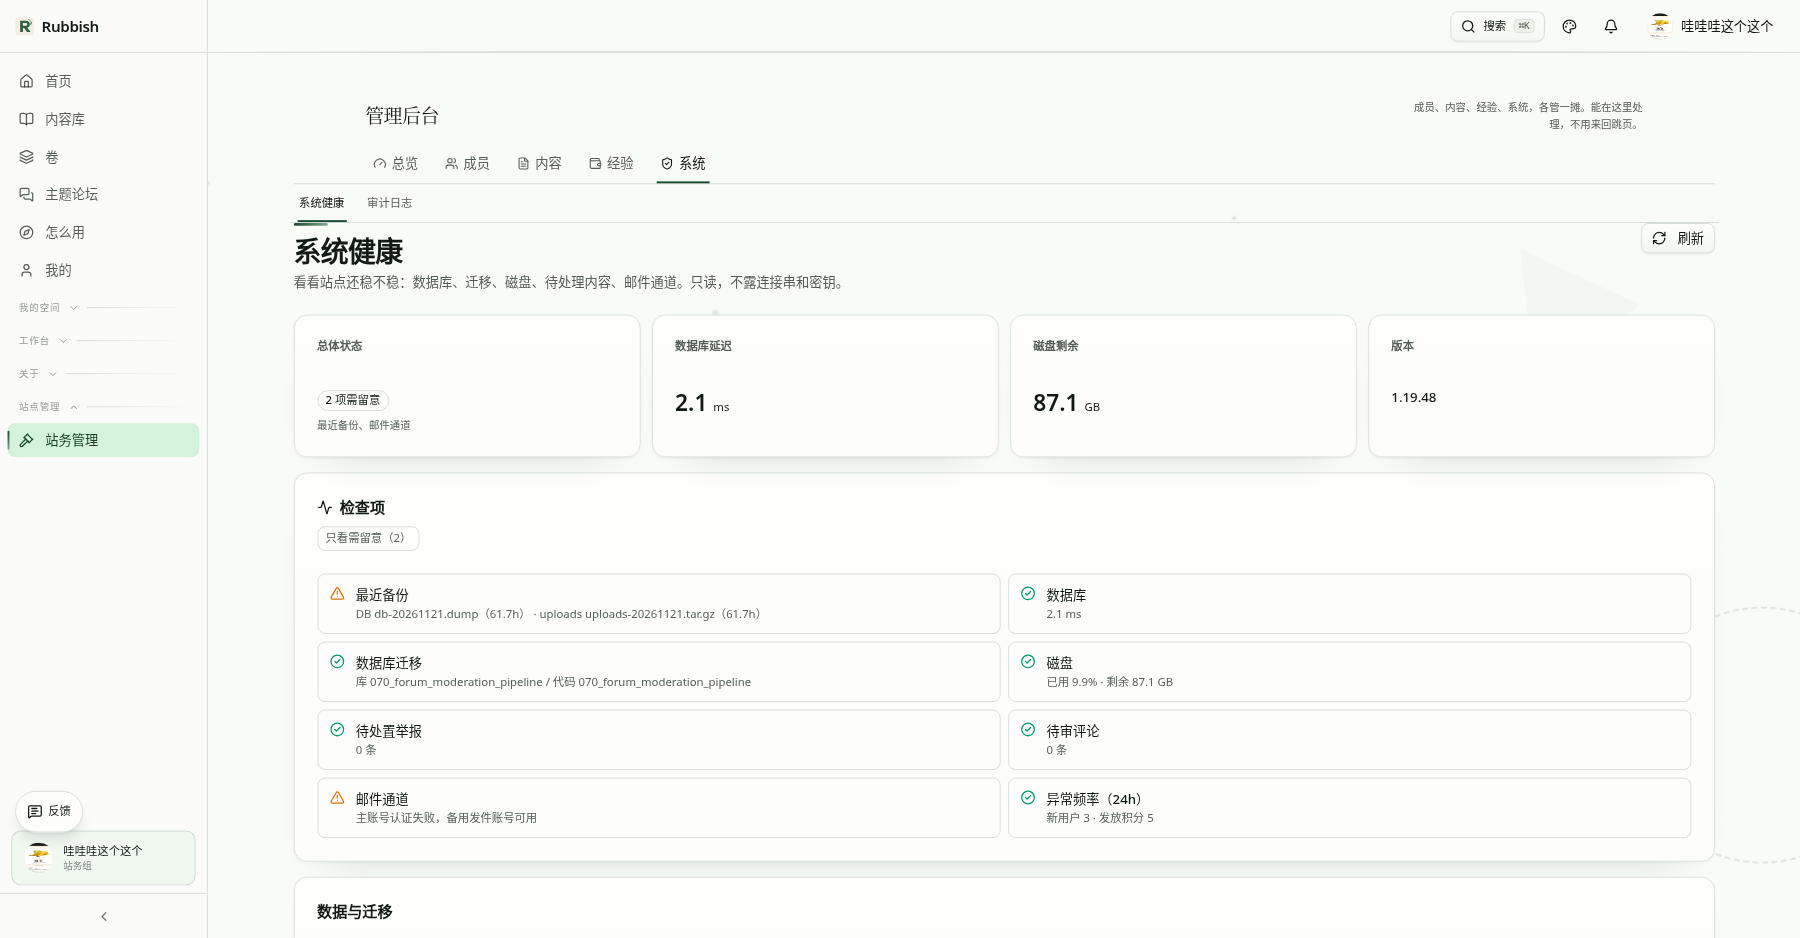 Rubbish
搜索 ⌘K
哇哇哇这个这个
首页
内容库
卷
主题论坛
怎么用
我的
我的空间
工作台
关于
站点管理
站务管理
反馈
哇哇哇这个这个
站务组
管理后台
成员、内容、经验、系统，各管一摊。能在这里处
理，不用来回跳页。
总览
成员
内容
经验
系统
系统健康
审计日志
系统健康
刷新
看看站点还稳不稳：数据库、迁移、磁盘、待处理内容、邮件通道。只读，不露连接串和密钥。
总体状态
2 项需留意
最近备份、邮件通道
数据库延迟
2.1 ms
磁盘剩余
87.1 GB
版本
1.19.48
检查项
只看需留意（2）
最近备份
DB db-20261121.dump（61.7h） · uploads uploads-20261121.tar.gz（61.7h）
数据库
2.1 ms
数据库迁移
库 070_forum_moderation_pipeline / 代码 070_forum_moderation_pipeline
磁盘
已用 9.9% · 剩余 87.1 GB
待处置举报
0 条
待审评论
0 条
邮件通道
主账号认证失败，备用发件账号可用
异常频率（24h）
新用户 3 · 发放积分 5
数据与迁移